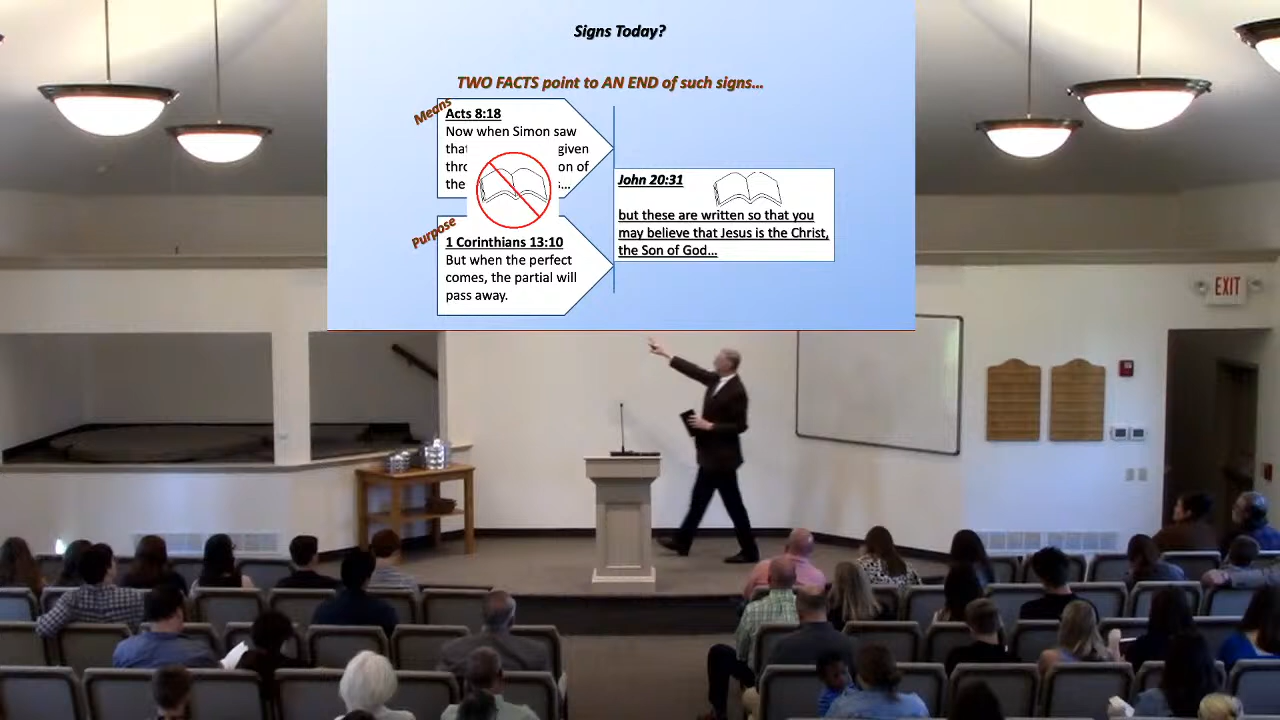 Signs Today?
TWO FACTS point to AN END of such signs...
Means
Acts 8:18
Now when Simon saw
that given
thro on of
the s...
Purpose
1 Corinthians 13:10
But when the perfect
comes, the partial will
pass away.
John 20:31
but these are written so that you
may believe that Jesus is the Christ,
the Son of God...
EXIT